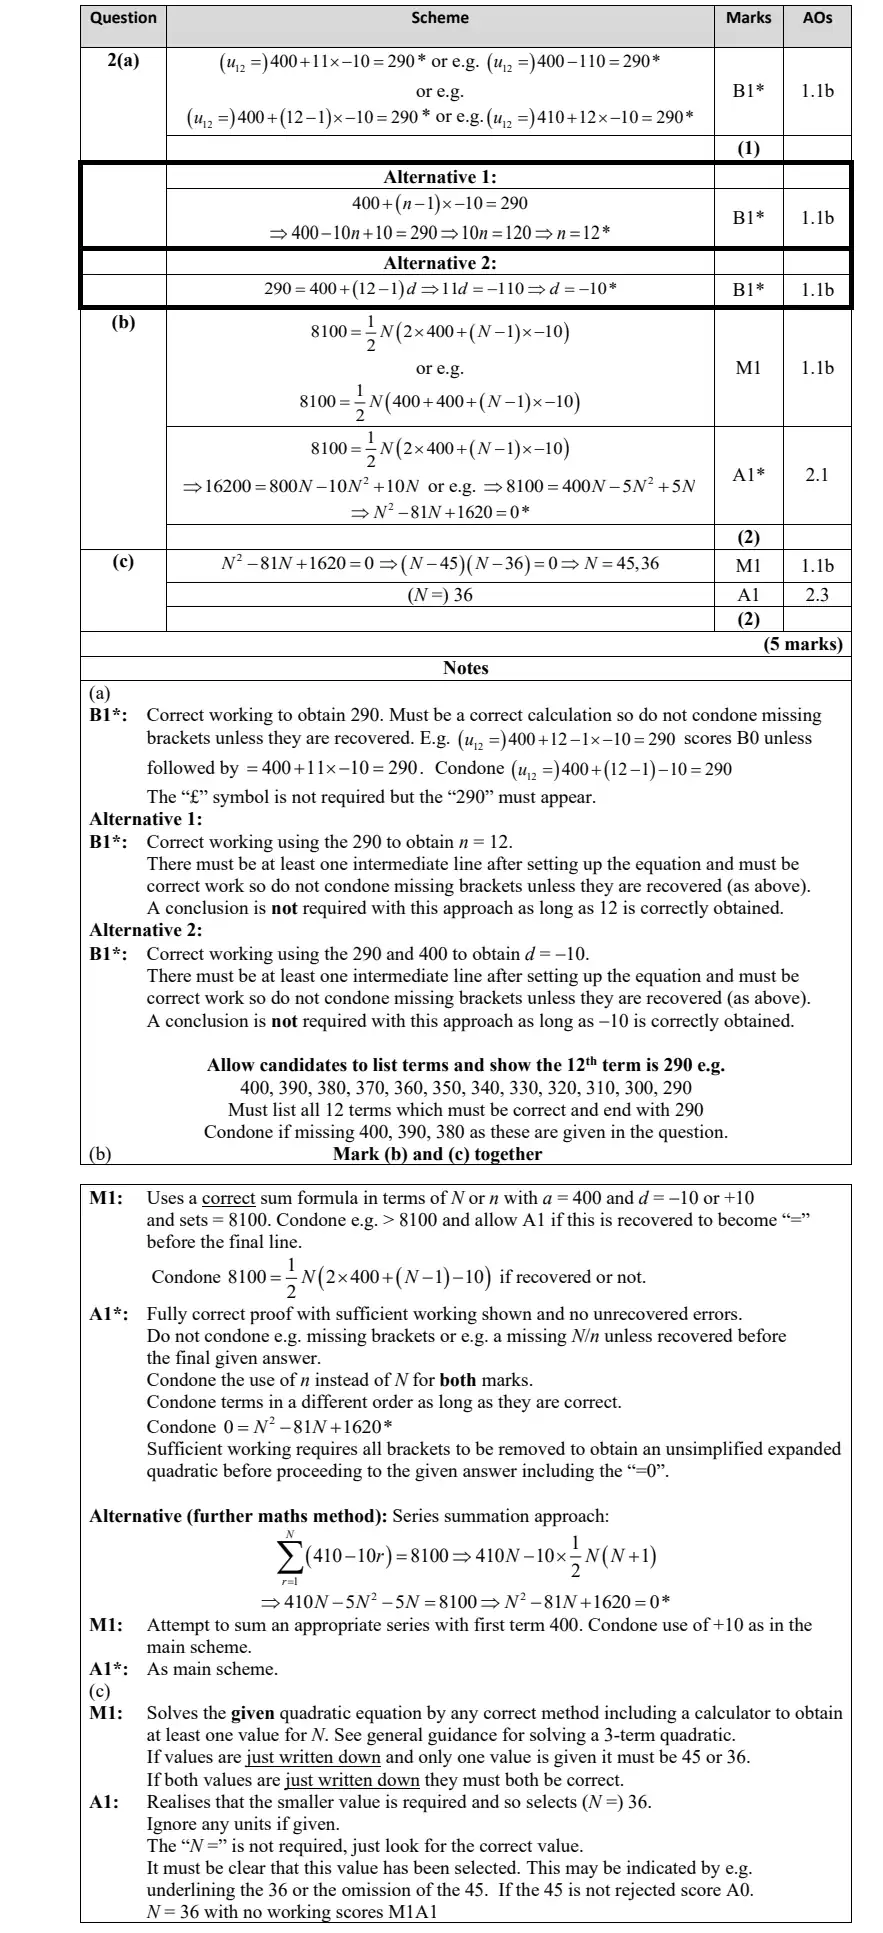 Question Scheme Marks AOs
2(a) (u₁₂ =)400+11×−10 = 290* or e.g. (u₁₂ =)400−110 = 290*
or e.g.
(u₁₂ =)400+(12−1)×−10 = 290 * or e.g.(u₁₂ =)410+12×−10 = 290* B1* 1.1b
(1)
Alternative 1:
400+(n−1)×−10 = 290
⇒400−10n+10 = 290⇒10n=120⇒n=12* B1* 1.1b
Alternative 2:
290 = 400+(12−1)d ⇒11d = −110⇒d = −10* B1* 1.1b
(b) 8100 = 1/2 N(2×400+(N−1)×−10)
or e.g. M1 1.1b
8100 = 1/2 N(400+400+(N−1)×−10)
8100 = 1/2 N(2×400+(N−1)×−10)
⇒16200 = 800N−10N²+10N or e.g. ⇒8100 = 400N−5N²+5N A1* 2.1
⇒N²−81N+1620=0*
(2)
(c) N²−81N+1620=0 ⇒(N−45)(N−36)=0⇒N=45,36 M1 1.1b
(N =) 36 A1 2.3
(2)
(5 marks)
Notes
(a)
B1*: Correct working to obtain 290. Must be a correct calculation so do not condone missing
brackets unless they are recovered. E.g. (u₁₂ =)400+12−1×−10 = 290 scores B0 unless
followed by = 400+11×−10 = 290. Condone (u₁₂ =)400+(12−1)−10 = 290
The “£” symbol is not required but the “290” must appear.
Alternative 1:
B1*: Correct working using the 290 to obtain n = 12.
There must be at least one intermediate line after setting up the equation and must be
correct work so do not condone missing brackets unless they are recovered (as above).
A conclusion is not required with this approach as long as 12 is correctly obtained.
Alternative 2:
B1*: Correct working using the 290 and 400 to obtain d = −10.
There must be at least one intermediate line after setting up the equation and must be
correct work so do not condone missing brackets unless they are recovered (as above).
A conclusion is not required with this approach as long as −10 is correctly obtained.
Allow candidates to list terms and show the 12th term is 290 e.g.
400, 390, 380, 370, 360, 350, 340, 330, 320, 310, 300, 290
Must list all 12 terms which must be correct and end with 290
Condone if missing 400, 390, 380 as these are given in the question.
(b) Mark (b) and (c) together
M1: Uses a correct sum formula in terms of N or n with a = 400 and d = −10 or +10
and sets = 8100. Condone e.g. > 8100 and allow A1 if this is recovered to become “=”
before the final line.
Condone 8100 = 1/2 N(2×400+(N−1)−10) if recovered or not.
A1*: Fully correct proof with sufficient working shown and no unrecovered errors.
Do not condone e.g. missing brackets or e.g. a missing N/n unless recovered before
the final given answer.
Condone the use of n instead of N for both marks.
Condone terms in a different order as long as they are correct.
Condone 0 = N²−81N+1620*
Sufficient working requires all brackets to be removed to obtain an unsimplified expanded
quadratic before proceeding to the given answer including the “=0”.
Alternative (further maths method): Series summation approach:
∑_{r=1}^{N}(410−10r) = 8100⇒410N−10×1/2 N(N+1)
⇒410N−5N²−5N = 8100⇒N²−81N+1620=0*
M1: Attempt to sum an appropriate series with first term 400. Condone use of +10 as in the
main scheme.
A1*: As main scheme.
(c)
M1: Solves the given quadratic equation by any correct method including a calculator to obtain
at least one value for N. See general guidance for solving a 3-term quadratic.
If values are just written down and only one value is given it must be 45 or 36.
If both values are just written down they must both be correct.
A1: Realises that the smaller value is required and so selects (N =) 36.
Ignore any units if given.
The “N =” is not required, just look for the correct value.
It must be clear that this value has been selected. This may be indicated by e.g.
underlining the 36 or the omission of the 45. If the 45 is not rejected score A0.
N = 36 with no working scores M1A1